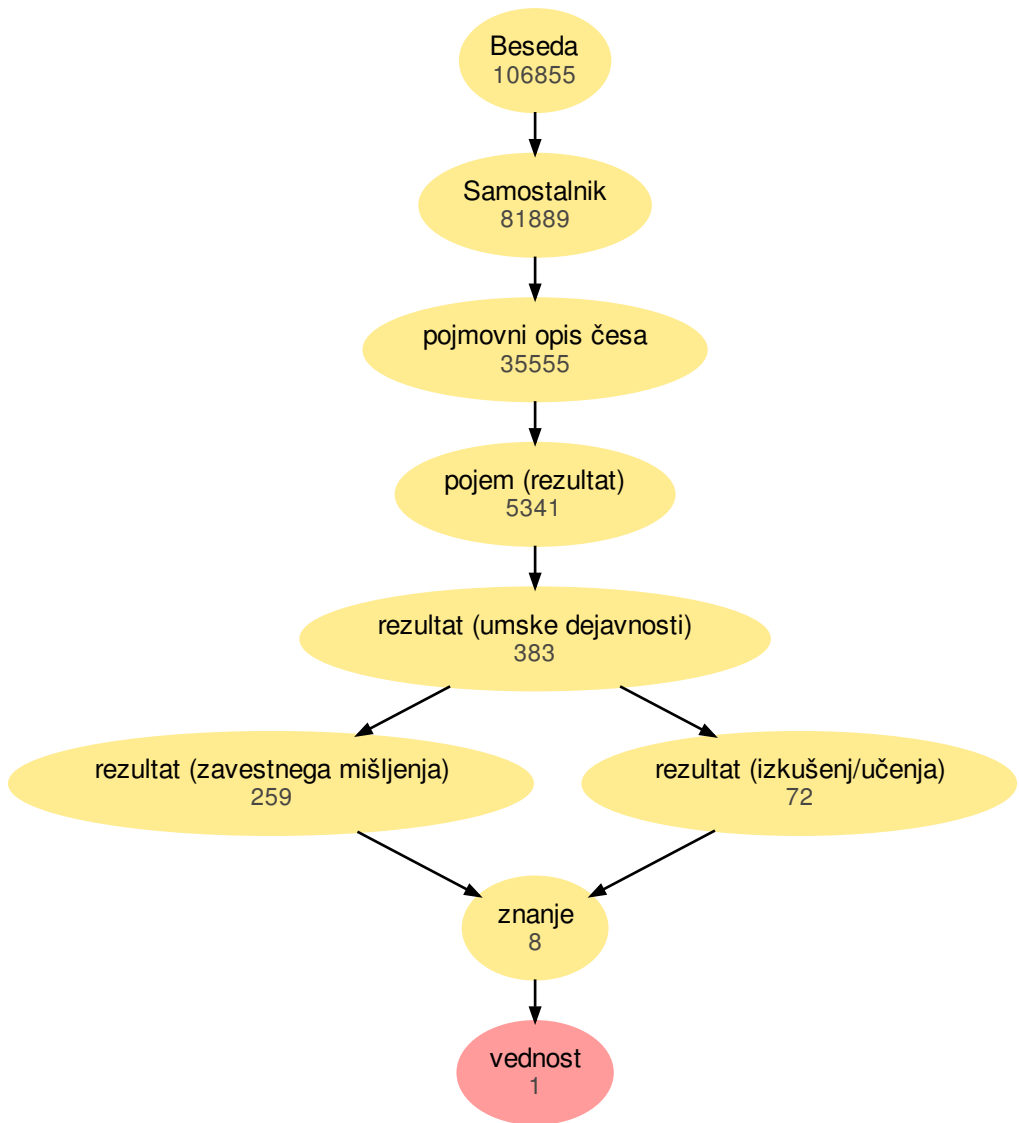 Beseda
106855
Samostalnik
81889
pojmovni opis česa
35555
pojem (rezultat)
5341
rezultat (umske dejavnosti)
383
rezultat (zavestnega mišljenja)
259
rezultat (izkušenj/učenja)
72
znanje
8
vednost
1